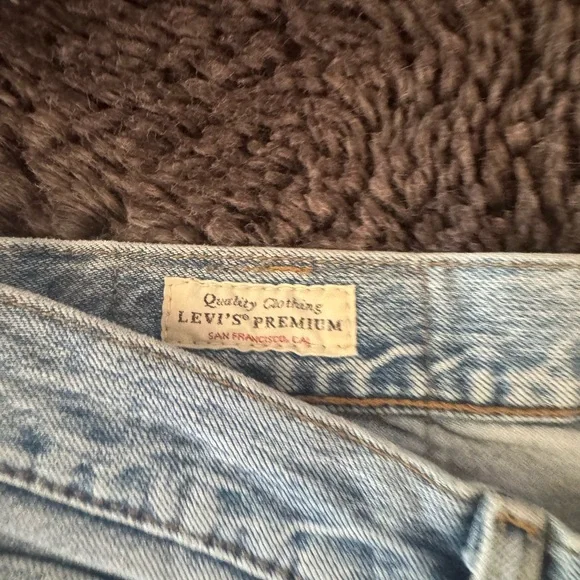 Quality Clothing
LEVI'S® PREMIUM
SAN FRANCISCO, CAL